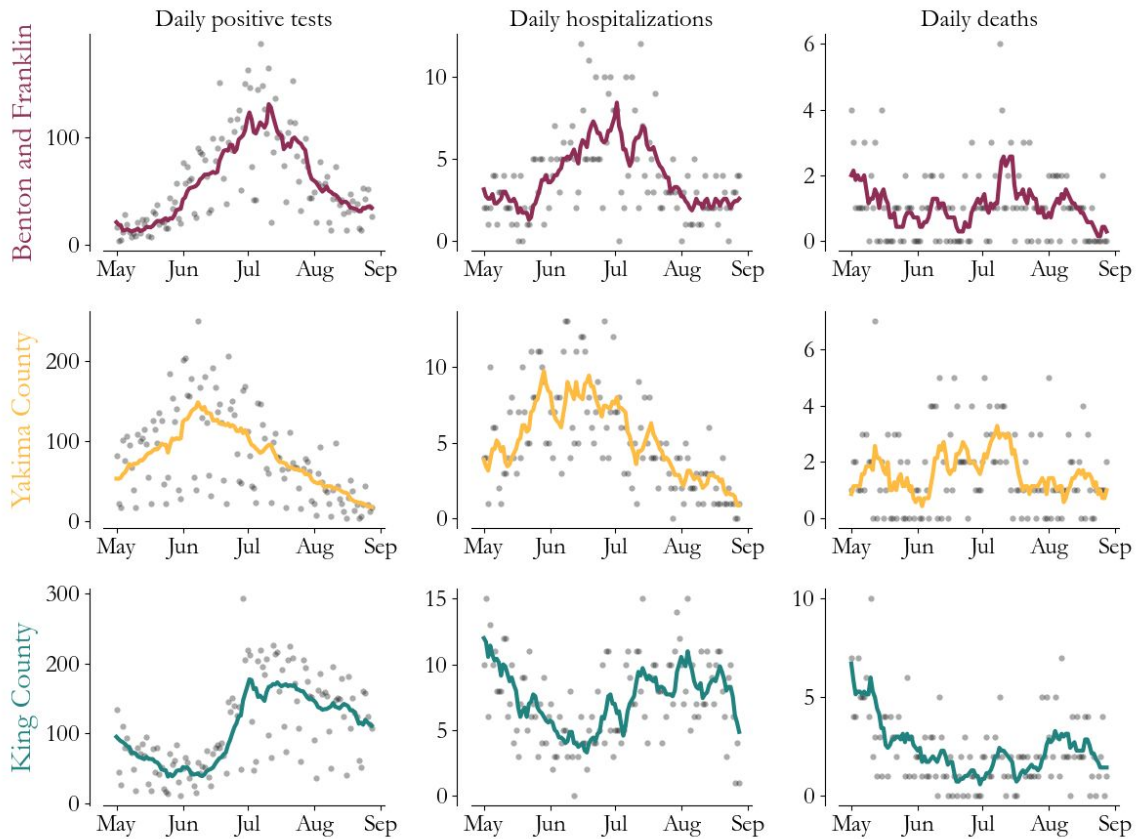 Daily positive tests Daily hospitalizations Daily deaths
Benton and Franklin
100
0
May Jun Jul Aug Sep
10
5
0
May Jun Jul Aug Sep
6
4
2
0
May Jun Jul Aug Sep
Yakima County
200
100
0
May Jun Jul Aug Sep
10
5
0
May Jun Jul Aug Sep
6
4
2
0
May Jun Jul Aug Sep
King County
300
200
100
0
May Jun Jul Aug Sep
15
10
5
0
May Jun Jul Aug Sep
10
5
0
May Jun Jul Aug Sep